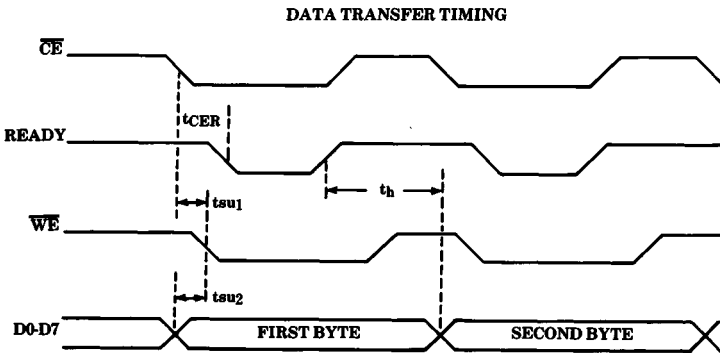 DATA TRANSFER TIMING
CE
tCER
READY
th
tsu1
WE
tsu2
D0-D7 FIRST BYTE SECOND BYTE